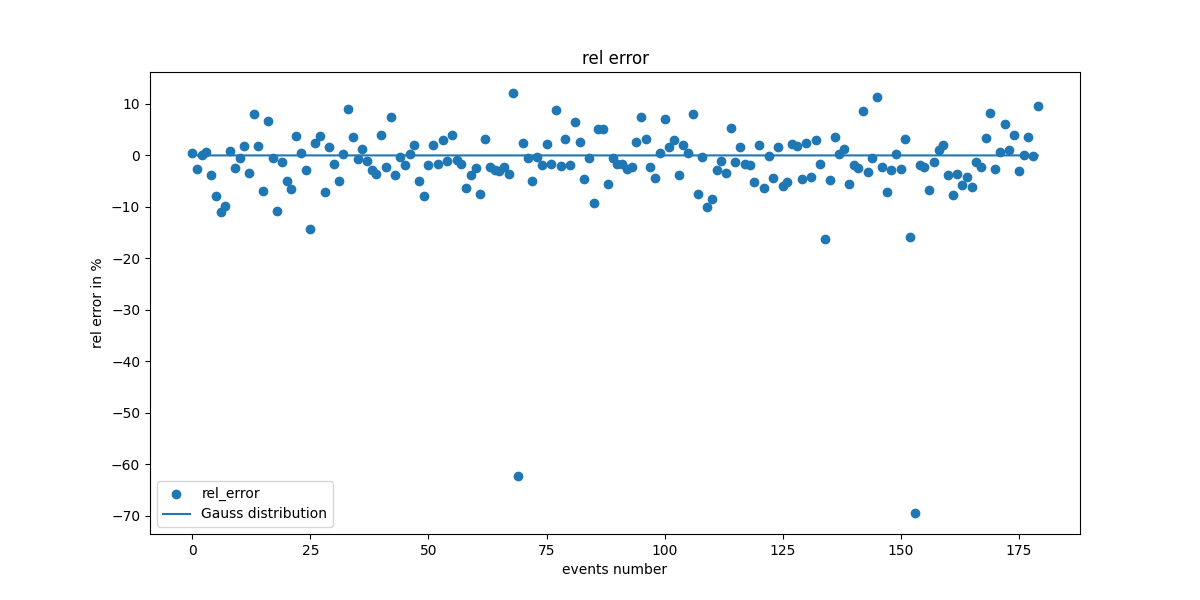 rel error
10
0
−10
−20
−30
−40
−50
−60
−70
rel error in %
rel_error
Gauss distribution
0 25 50 75 100 125 150 175
events number